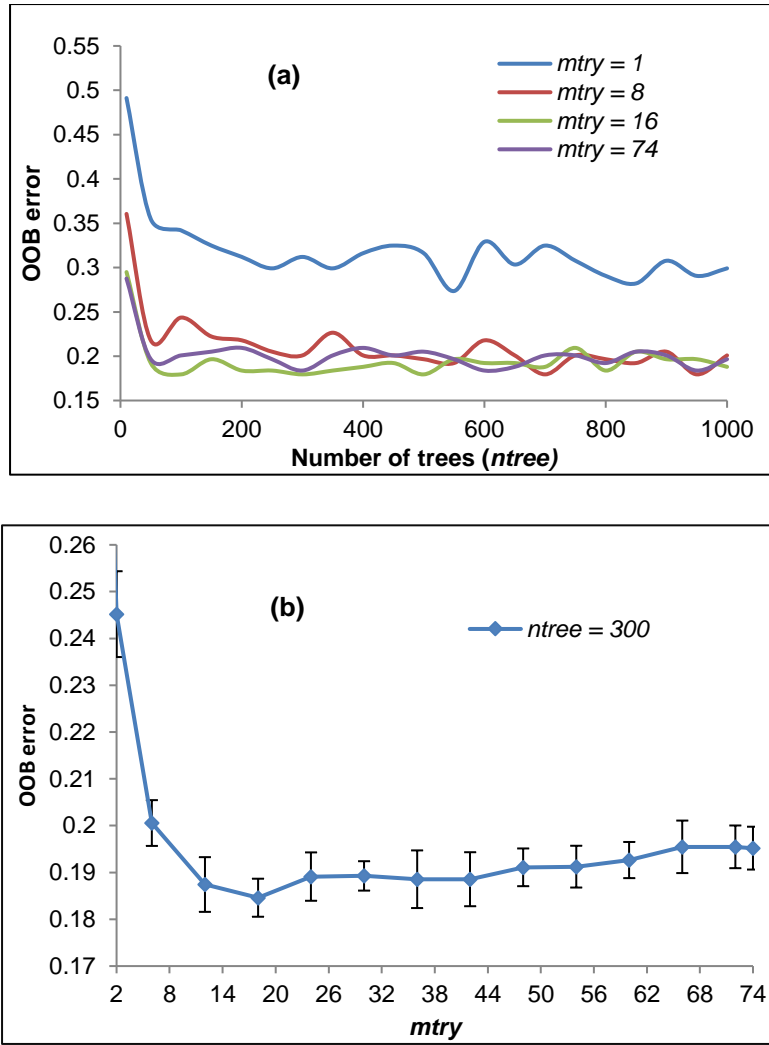 0.55
0.5
0.45
0.4
0.35
0.3
0.25
0.2
0.15
OOB error
(a)
mtry = 1
mtry = 8
mtry = 16
mtry = 74
0 200 400 600 800 1000
Number of trees (ntree)
0.26
0.25
0.24
0.23
0.22
0.21
0.2
0.19
0.18
0.17
OOB error
(b)
ntree = 300
2 8 14 20 26 32 38 44 50 56 62 68 74
mtry